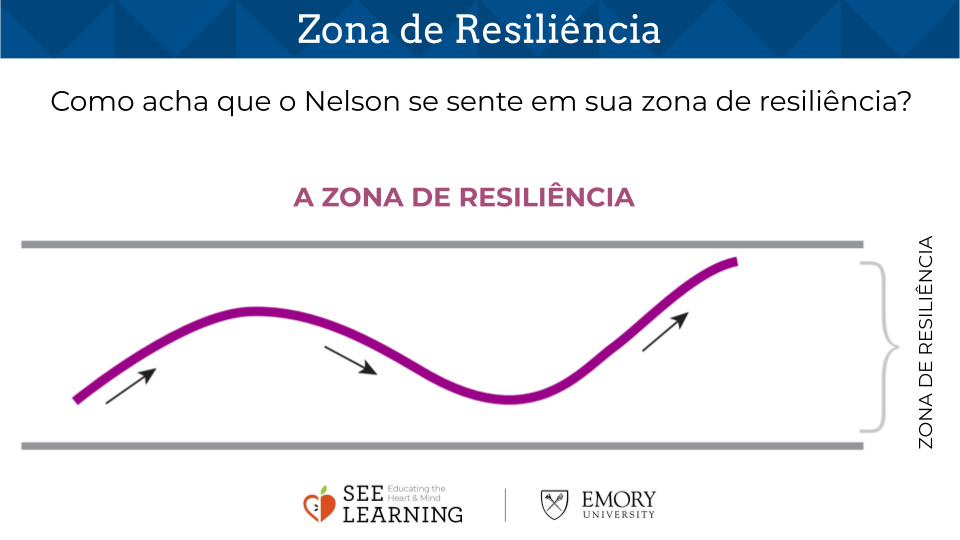 Zona de Resiliência
Como acha que o Nelson se sente em sua zona de resiliência?
A ZONA DE RESILIÊNCIA
ZONA DE RESILIÊNCIA
SEE Educating the
Heart & Mind
LEARNING
EMORY
UNIVERSITY